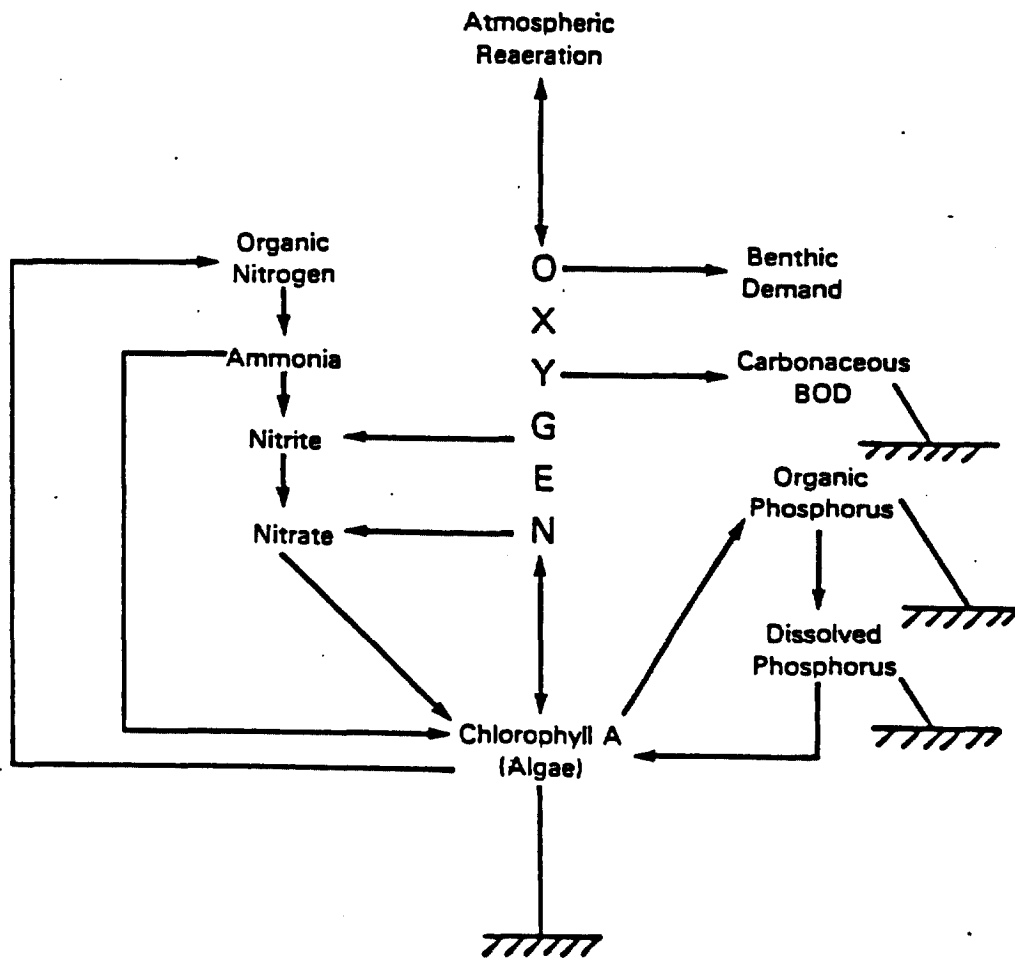 Atmospheric
Reaeration
Organic
Nitrogen
Ammonia
Nitrite
Nitrate
O
X
Y
G
E
N
Benthic
Demand
Carbonaceous
BOD
Organic
Phosphorus
Dissolved
Phosphorus
Chlorophyll A
(Algae)